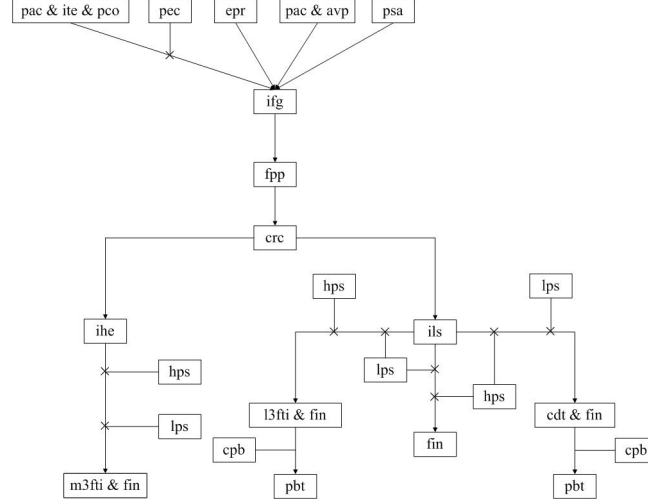 pac & ite & pco
pec
epr
pac & avp
psa
ifg
fpp
crc
hps
lps
ihe
ils
hps
lps
hps
l3fti & fin
cdt & fin
lps
fin
cpb
cpb
m3fti & fin
pbt
pbt